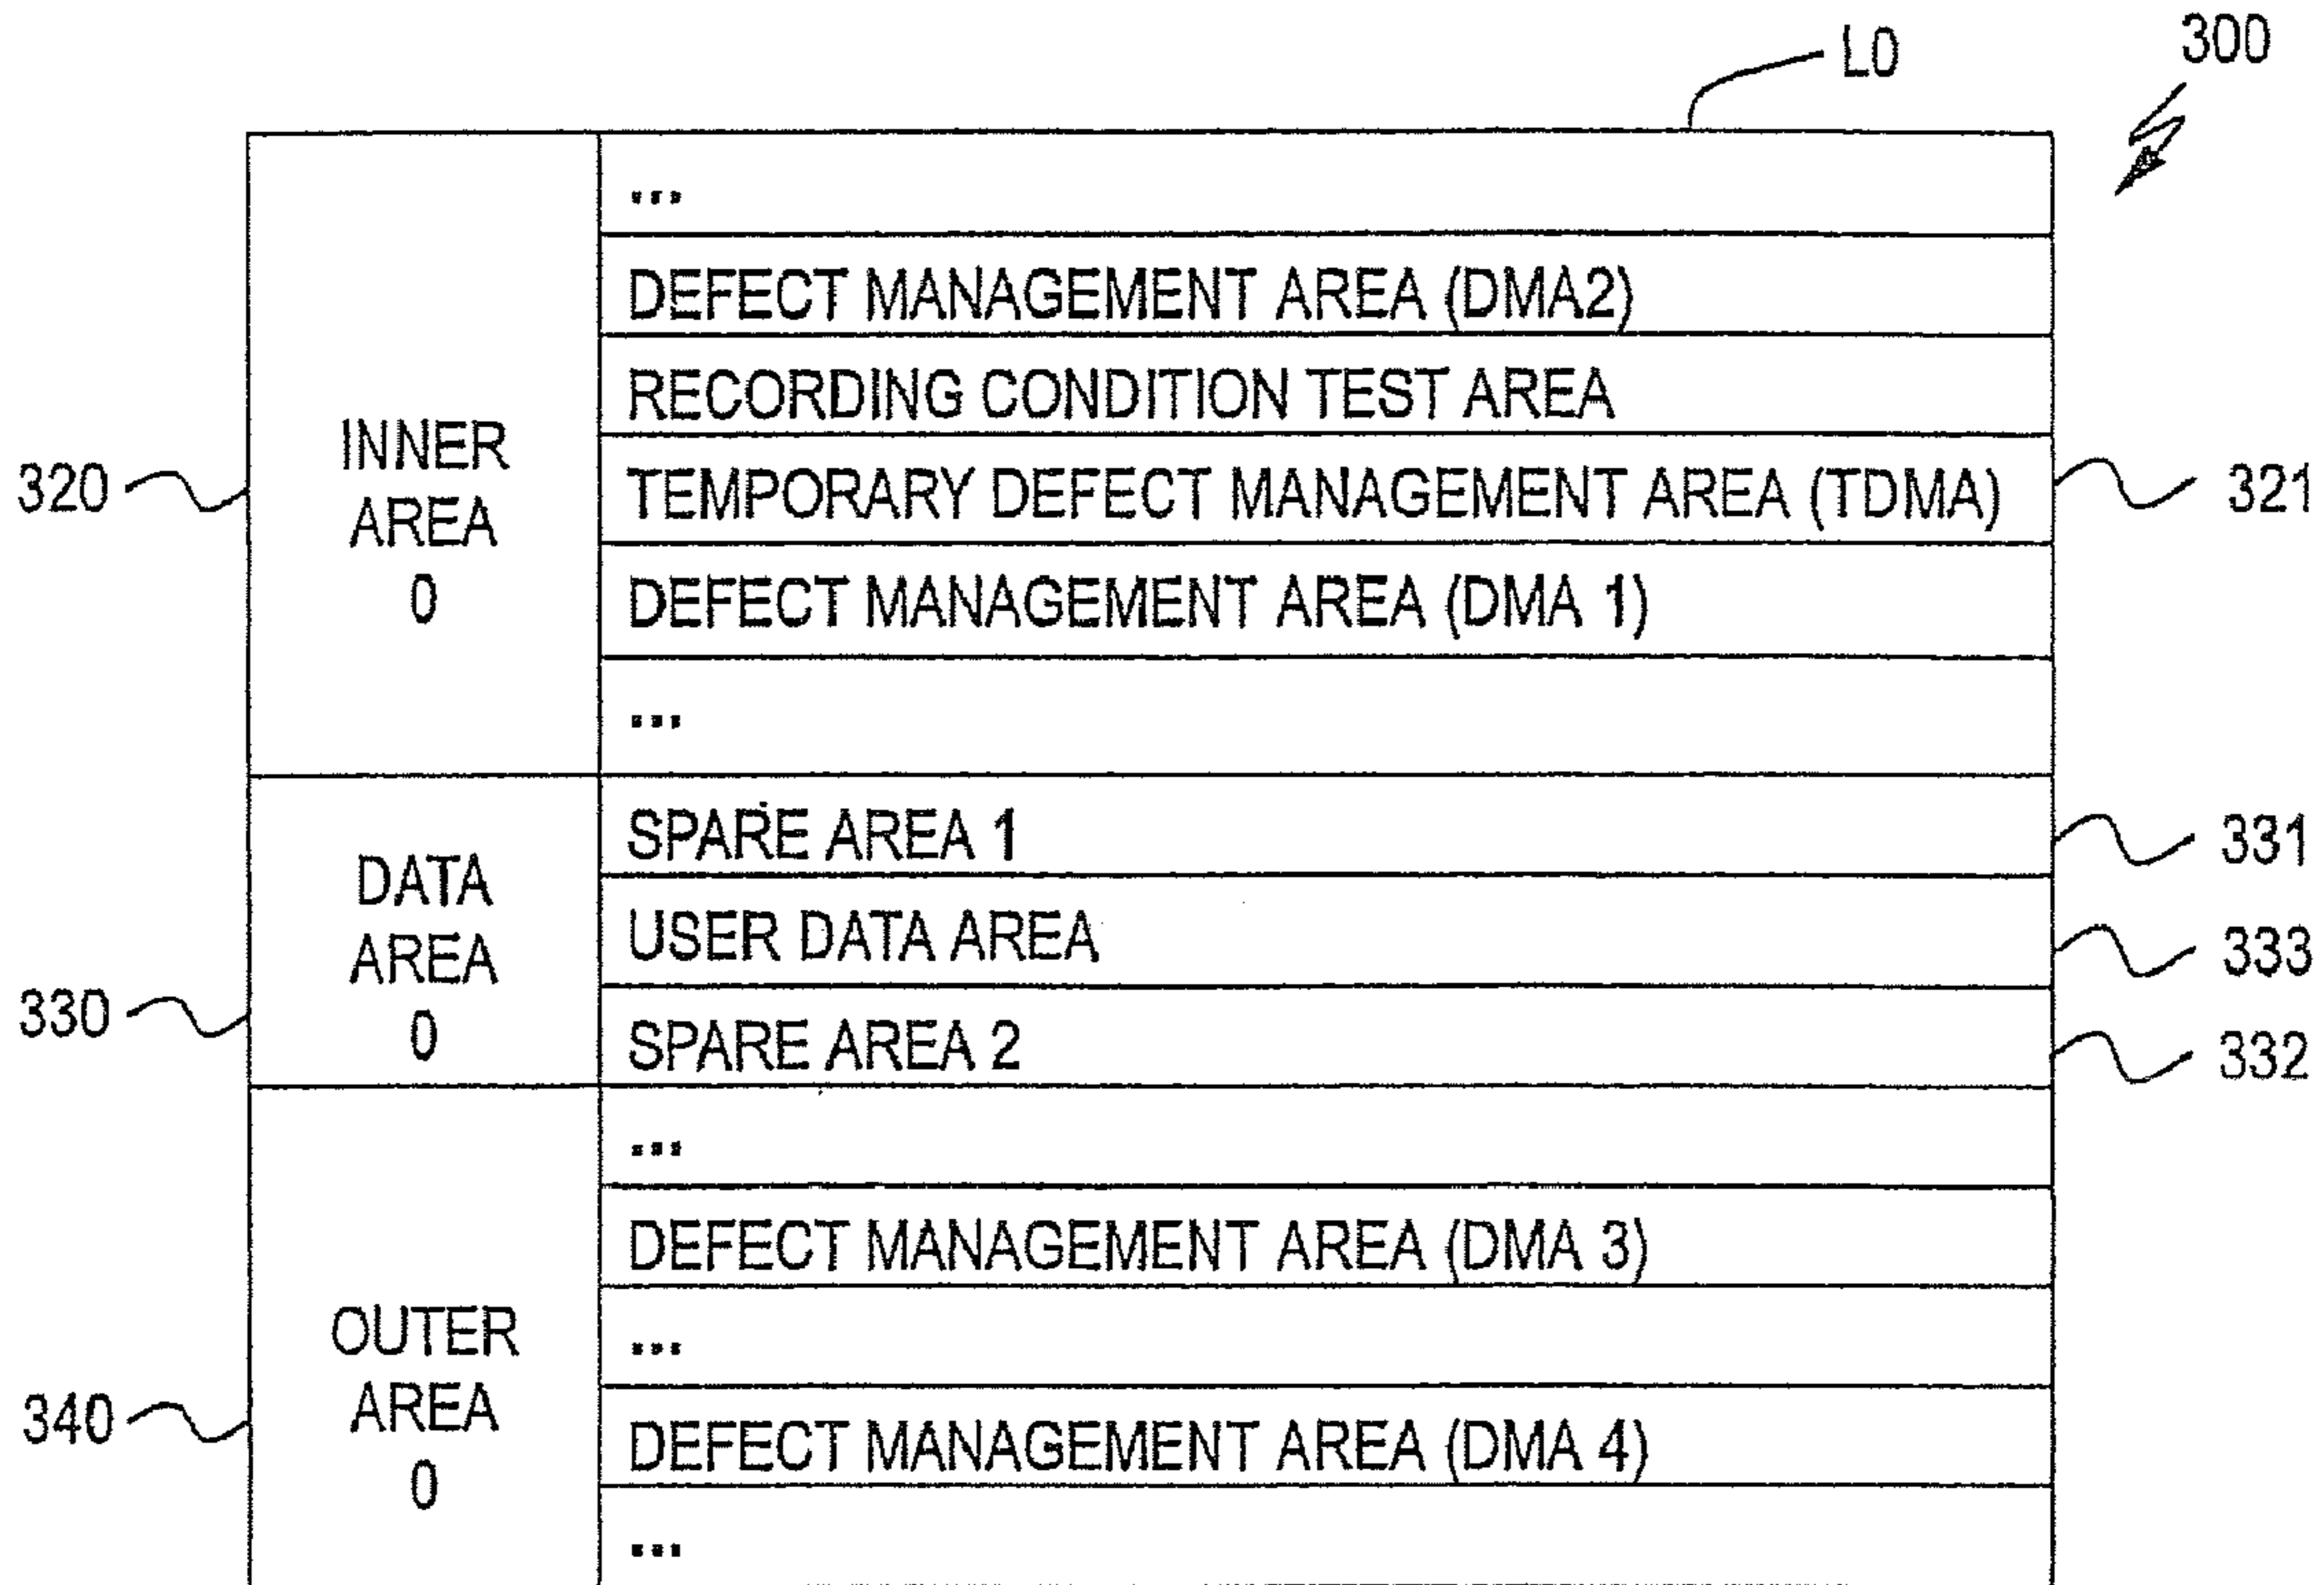 L0
300
...
DEFECT MANAGEMENT AREA (DMA2)
RECORDING CONDITION TEST AREA
320
INNER
AREA
0
TEMPORARY DEFECT MANAGEMENT AREA (TDMA)
321
DEFECT MANAGEMENT AREA (DMA 1)
...
SPARE AREA 1
331
DATA
AREA
0
USER DATA AREA
333
330
SPARE AREA 2
332
...
DEFECT MANAGEMENT AREA (DMA 3)
OUTER
AREA
0
...
340
DEFECT MANAGEMENT AREA (DMA 4)
...